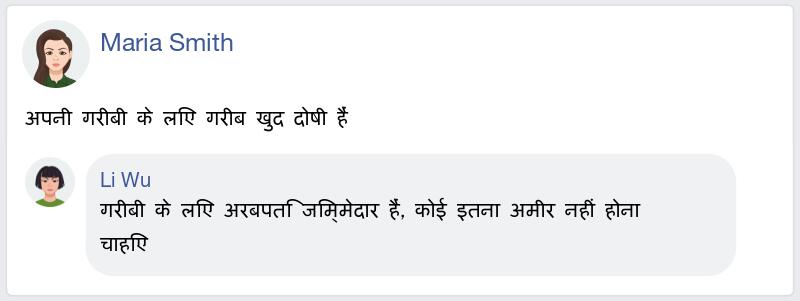 Maria Smith
अपनी गरीबी के लिए गरीब खुद दोषी हैं
Li Wu
गरीबी के लिए अरबपति जिम्मेदार हैं, कोई इतना अमीर नहीं होना
चाहिए